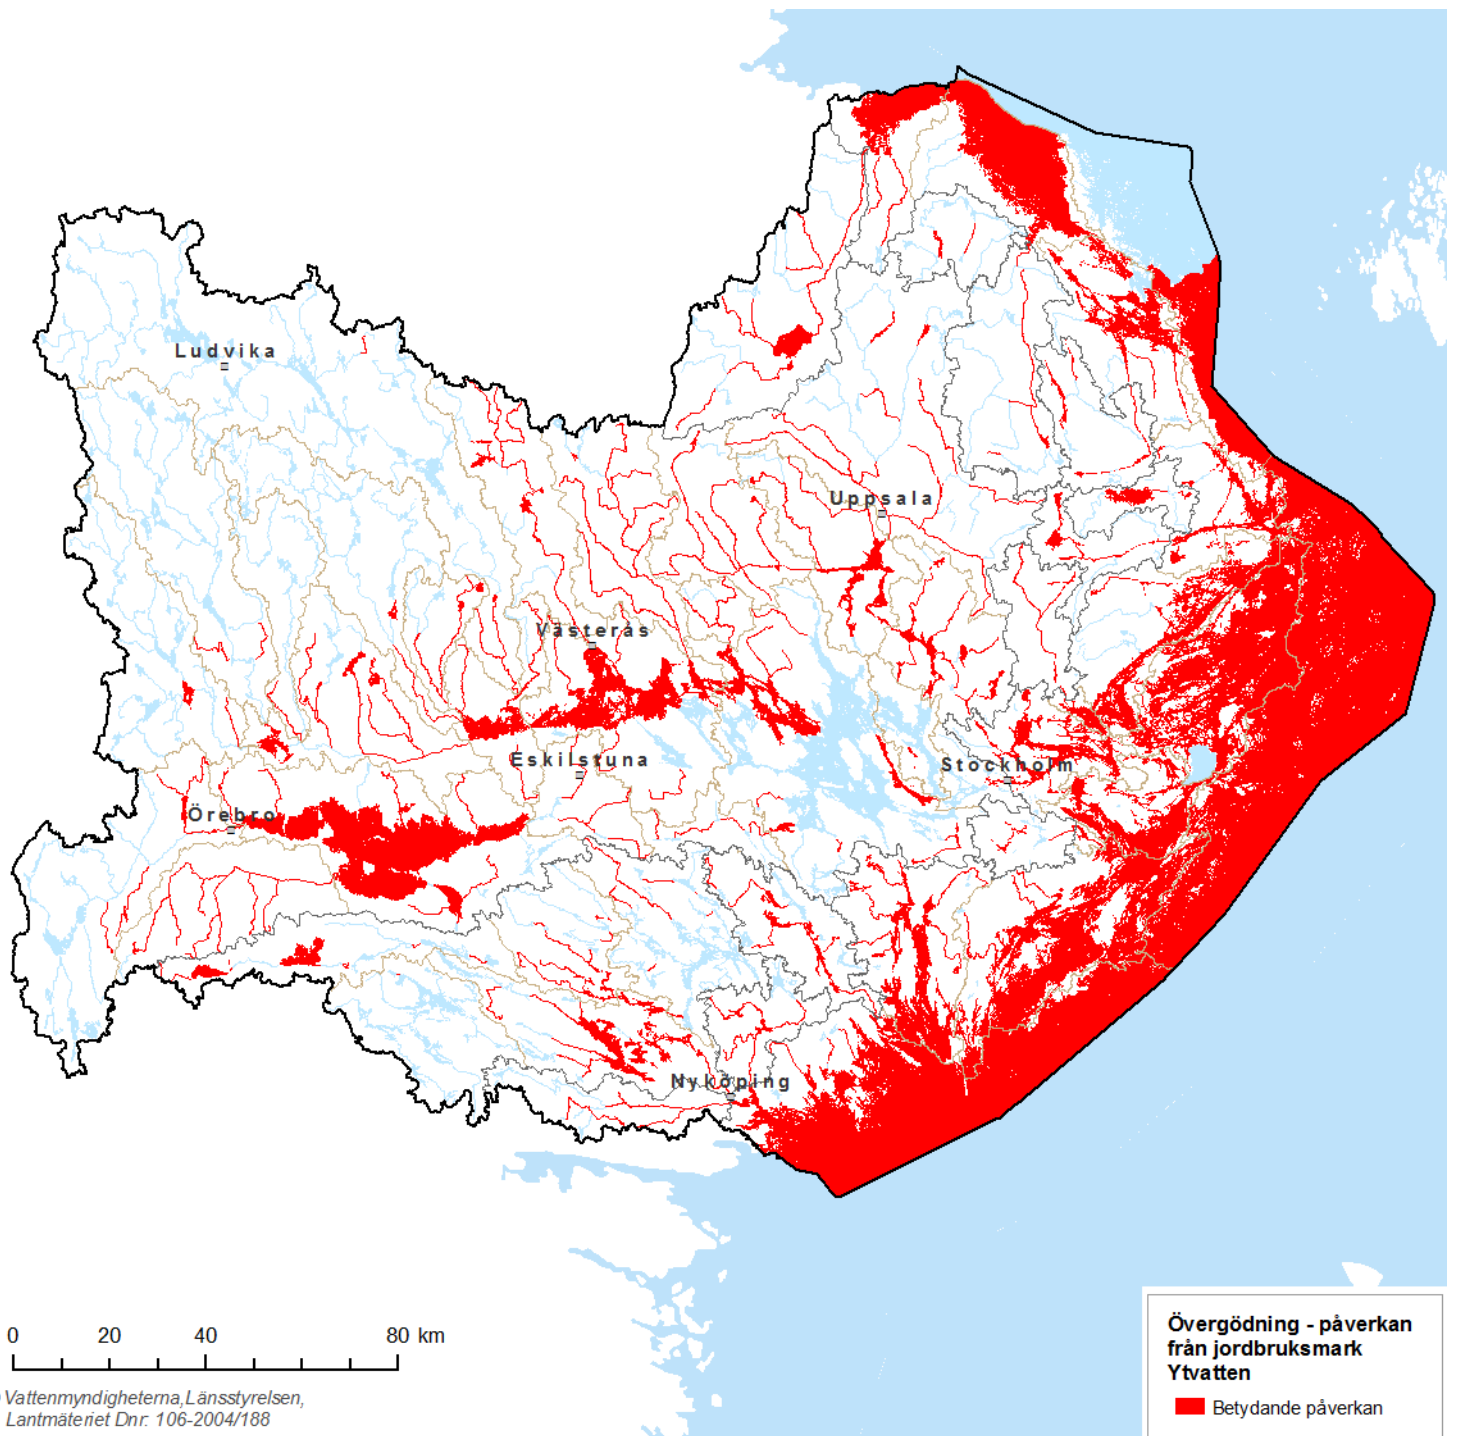 Ludvika
Uppsala
Västerås
Eskilstuna
Stockholm
Örebro
Nyköping
0 20 40 80 km
Vattenmyndigheterna,Länsstyrelsen,
Lantmäteriet Dnr: 106-2004/188
Övergödning - påverkan
från jordbruksmark
Ytvatten
Betydande påverkan